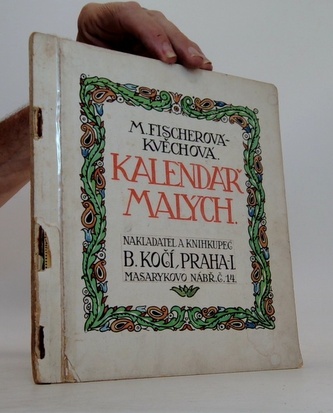 M. FISCHEROVÁ-
KVĚCHOVÁ.
KALENDÁŘ
MALÝCH.
NAKLADATEL A KNIHKUPEC
B. KOČÍ, PRAHA-I.
MASARYKOVO NÁBŘ. Č. 14.